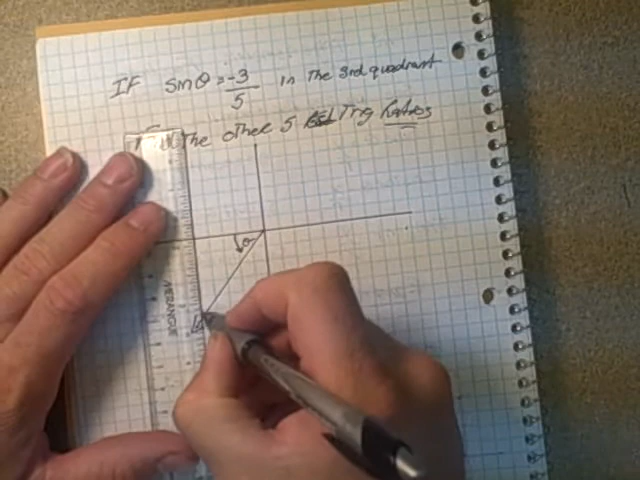 IF sinθ = -3/5 in the 3rd quadrant
the other 5 Trig Ratios
θ